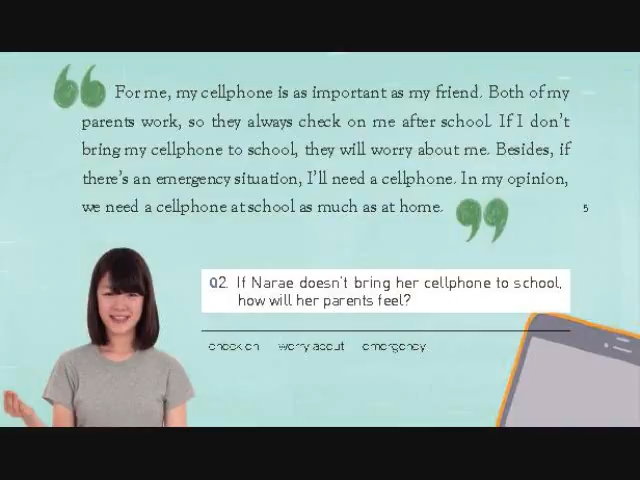 For me, my cellphone is as important as my friend. Both of my
parents work, so they always check on me after school. If I don't
bring my cellphone to school, they will worry about me. Besides, if
there's an emergency situation, I'll need a cellphone. In my opinion,
we need a cellphone at school as much as at home.
5
Q2. If Narae doesn't bring her cellphone to school,
how will her parents feel?
check on worry about emergency